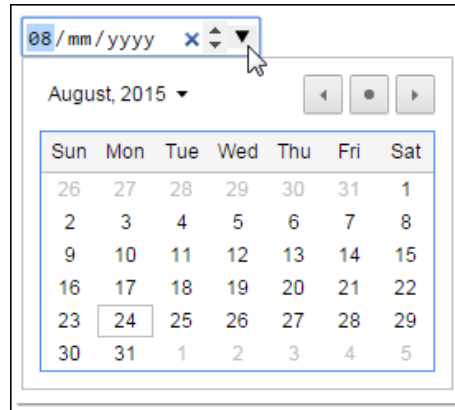 08/mm/yyyy
August, 2015
Sun Mon Tue Wed Thu Fri Sat
26 27 28 29 30 31 1
2 3 4 5 6 7 8
9 10 11 12 13 14 15
16 17 18 19 20 21 22
23 24 25 26 27 28 29
30 31 1 2 3 4 5